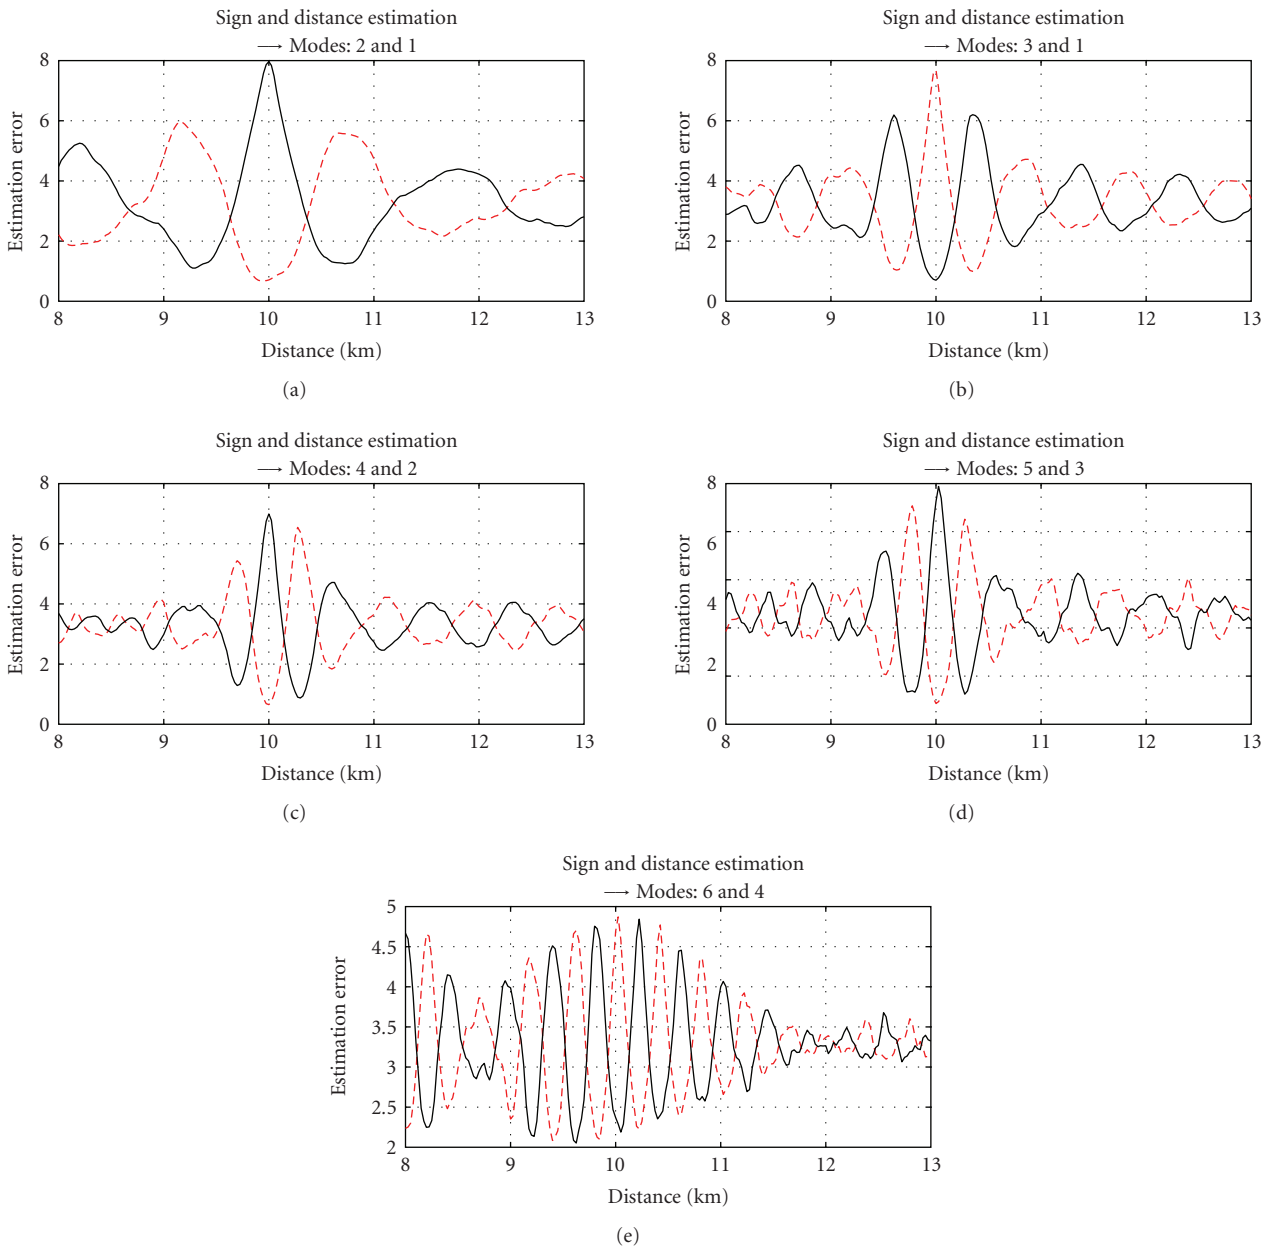 Sign and distance estimation
→ Modes: 2 and 1
8
6
4
2
0
Estimation error
8 9 10 11 12 13
Distance (km)
(a)
Sign and distance estimation
→ Modes: 3 and 1
8
6
4
2
0
Estimation error
8 9 10 11 12 13
Distance (km)
(b)
Sign and distance estimation
→ Modes: 4 and 2
8
6
4
2
0
Estimation error
8 9 10 11 12 13
Distance (km)
(c)
Sign and distance estimation
→ Modes: 5 and 3
8
6
4
2
0
Estimation error
8 9 10 11 12 13
Distance (km)
(d)
Sign and distance estimation
→ Modes: 6 and 4
5
4.5
4
3.5
3
2.5
2
Estimation error
8 9 10 11 12 13
Distance (km)
(e)